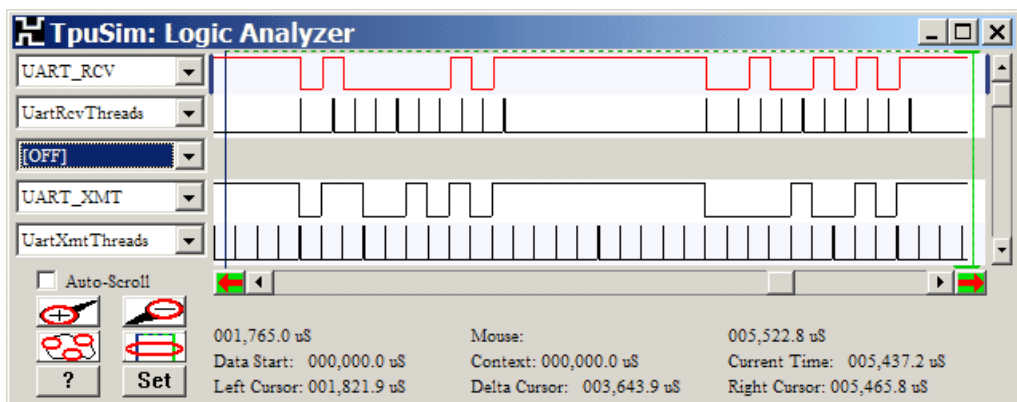 TpuSim: Logic Analyzer
UART_RCV
UartRcvThreads
[OFF]
UART_XMT
UartXmtThreads
Auto-Scroll
001,765.0 uS Mouse: 005,522.8 uS
Data Start: 000,000.0 uS Context: 000,000.0 uS Current Time: 005,437.2 uS
? Set Left Cursor: 001,821.9 uS Delta Cursor: 003,643.9 uS Right Cursor: 005,465.8 uS